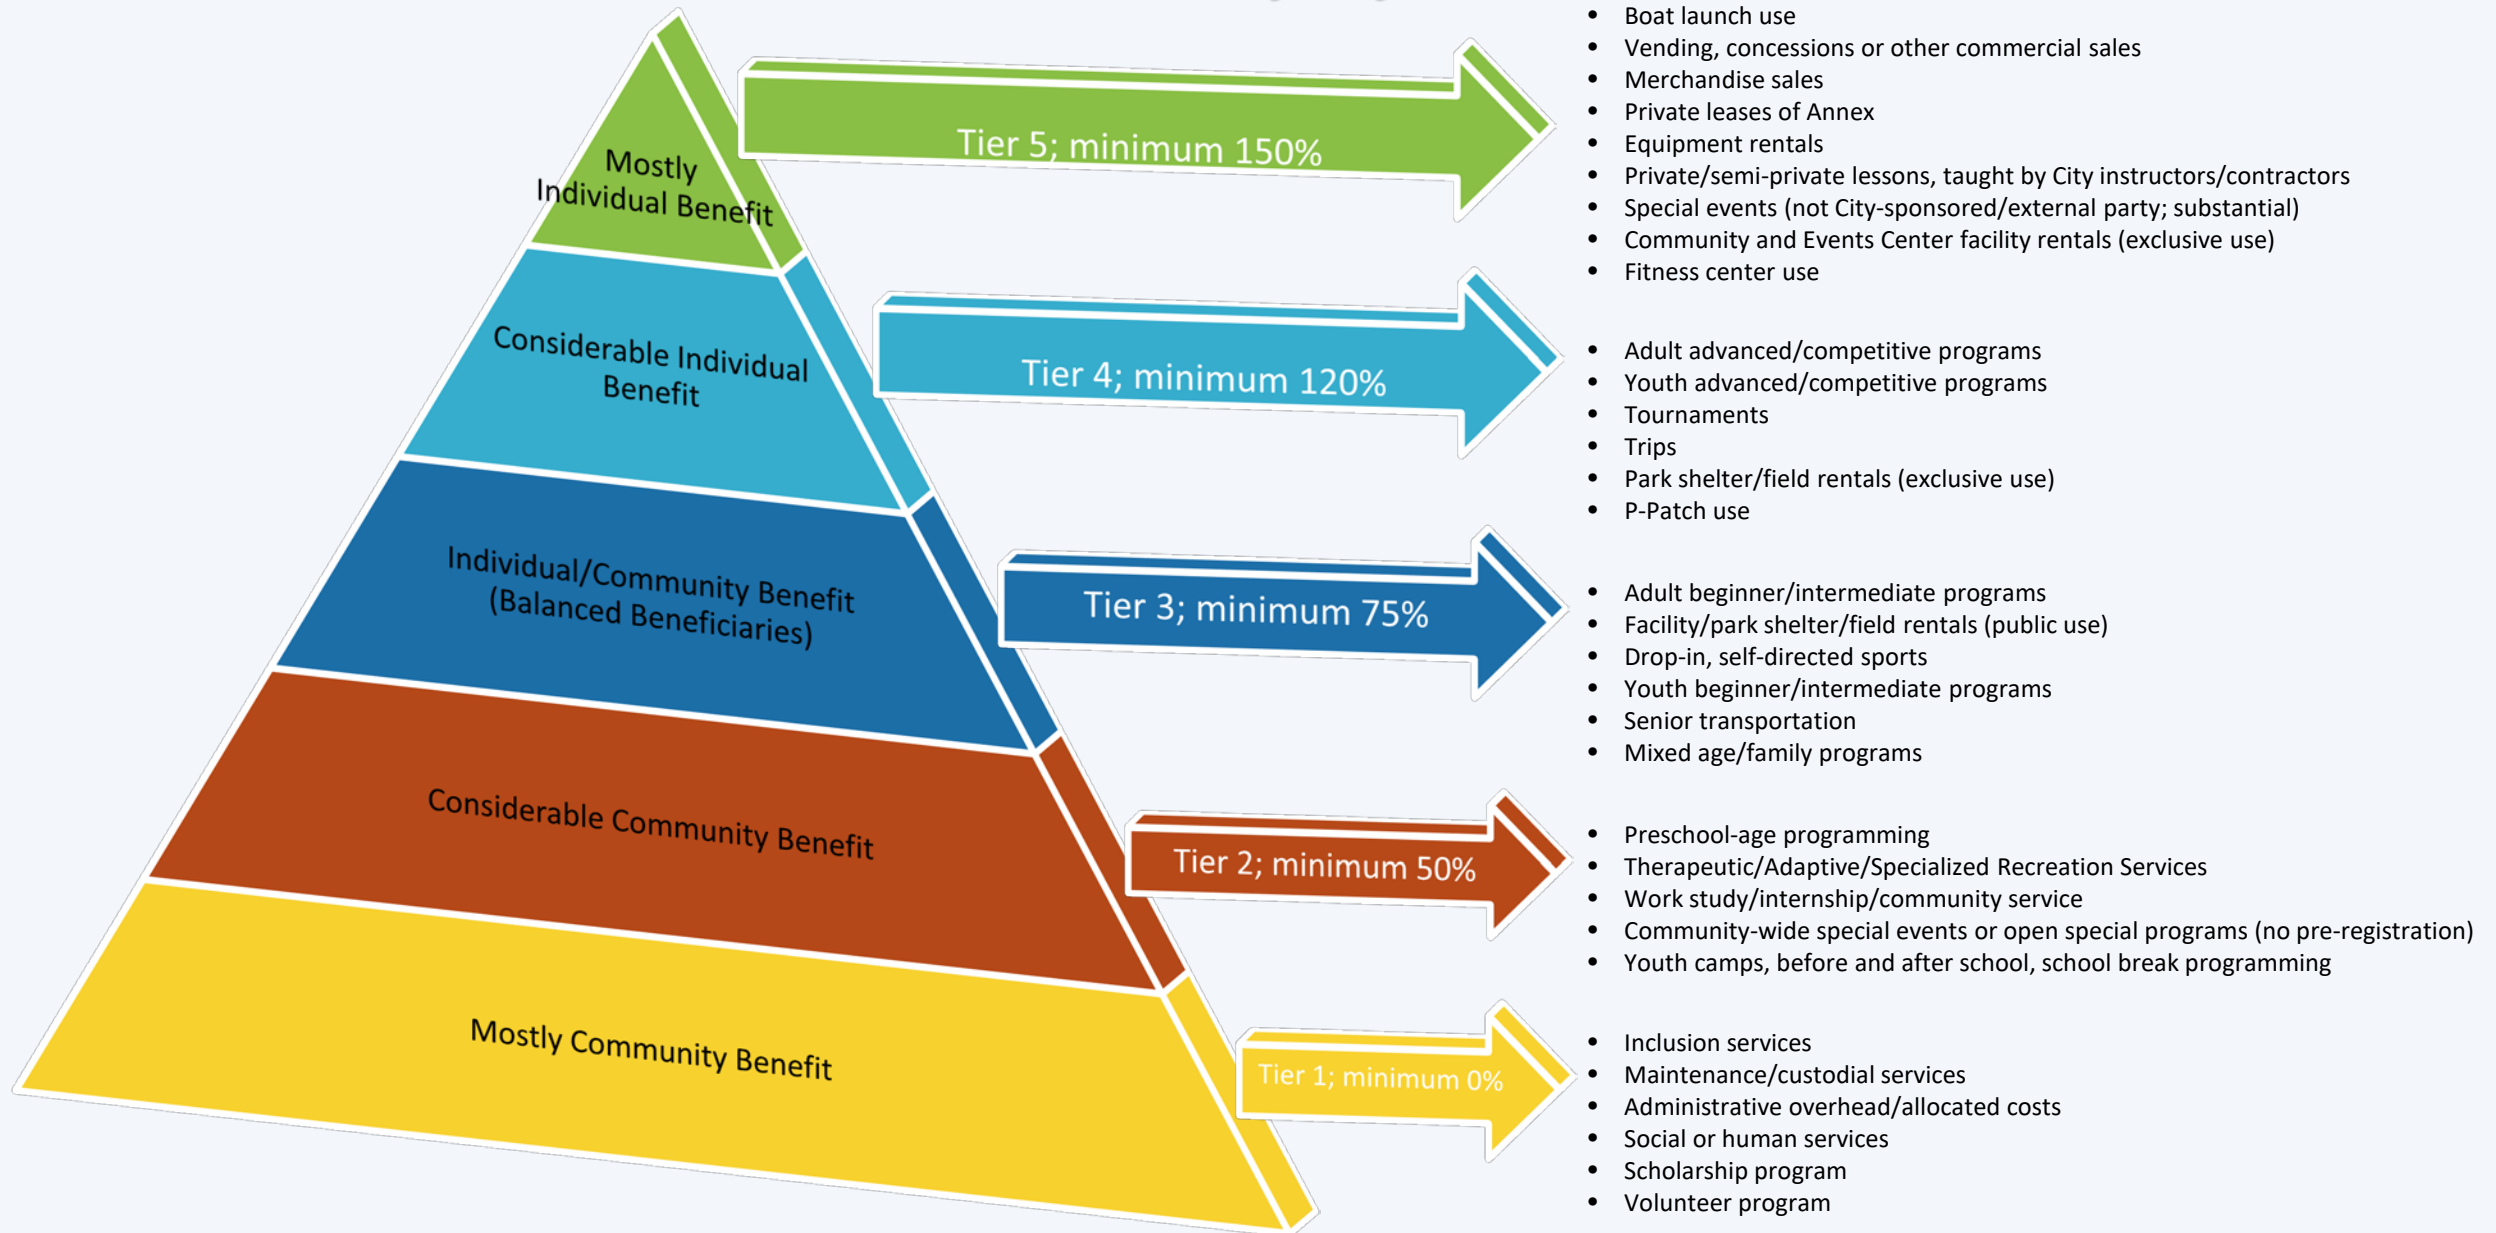 Mostly
Individual Benefit
Tier 5; minimum 150%
• Boat launch use
• Vending, concessions or other commercial sales
• Merchandise sales
• Private leases of Annex
• Equipment rentals
• Private/semi-private lessons, taught by City instructors/contractors
• Special events (not City-sponsored/external party; substantial)
• Community and Events Center facility rentals (exclusive use)
• Fitness center use
Considerable Individual
Benefit
Tier 4; minimum 120%
• Adult advanced/competitive programs
• Youth advanced/competitive programs
• Tournaments
• Trips
• Park shelter/field rentals (exclusive use)
• P-Patch use
Individual/Community Benefit
(Balanced Beneficiaries)
Tier 3; minimum 75%
• Adult beginner/intermediate programs
• Facility/park shelter/field rentals (public use)
• Drop-in, self-directed sports
• Youth beginner/intermediate programs
• Senior transportation
• Mixed age/family programs
Considerable Community Benefit
Tier 2; minimum 50%
• Preschool-age programming
• Therapeutic/Adaptive/Specialized Recreation Services
• Work study/internship/community service
• Community-wide special events or open special programs (no pre-registration)
• Youth camps, before and after school, school break programming
Mostly Community Benefit
Tier 1; minimum 0%
• Inclusion services
• Maintenance/custodial services
• Administrative overhead/allocated costs
• Social or human services
• Scholarship program
• Volunteer program